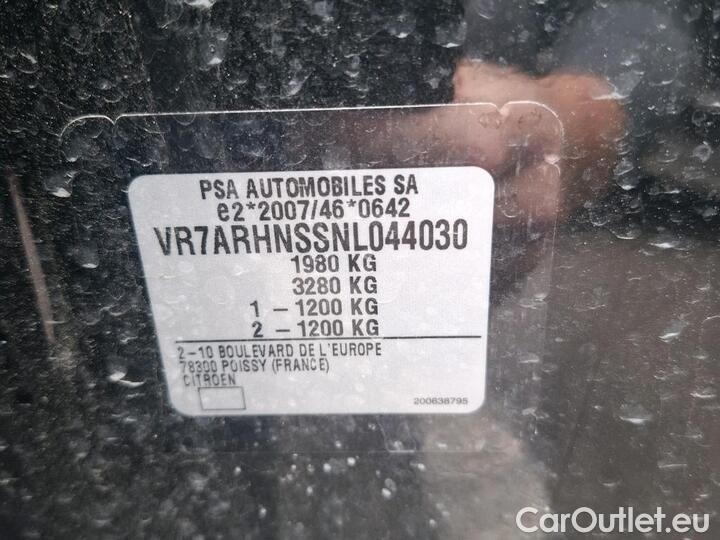 PSA AUTOMOBILES SA
e2*2007/46*0642
VR7ARHNSSNL044030
1980 KG
3280 KG
1 – 1200 KG
2 – 1200 KG
2–10 BOULEVARD DE L'EUROPE
78300 POISSY (FRANCE)
CITROEN
200638795
CarOutlet.eu